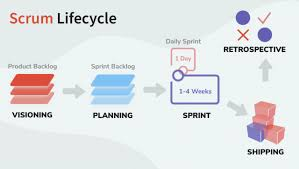 Scrum Lifecycle
Product Backlog
VISIONING
Sprint Backlog
PLANNING
Daily Sprint
1 Day
1-4 Weeks
SPRINT
RETROSPECTIVE
SHIPPING